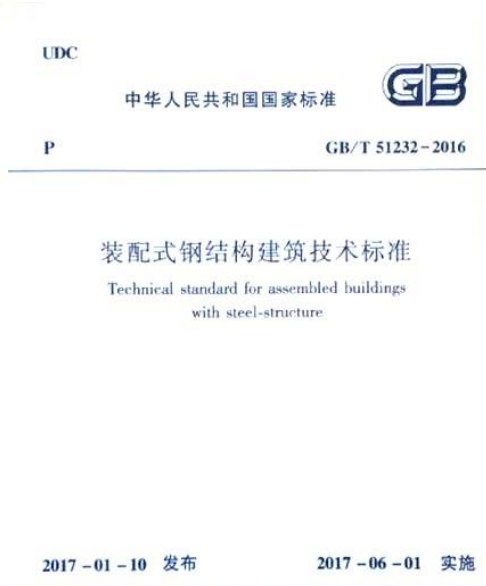 UDC
GB
中华人民共和国国家标准
P
GB/T 51232-2016
装配式钢结构建筑技术标准
Technical standard for assembled buildings
with steel-structure
2017-01-10 发布
2017-06-01 实施